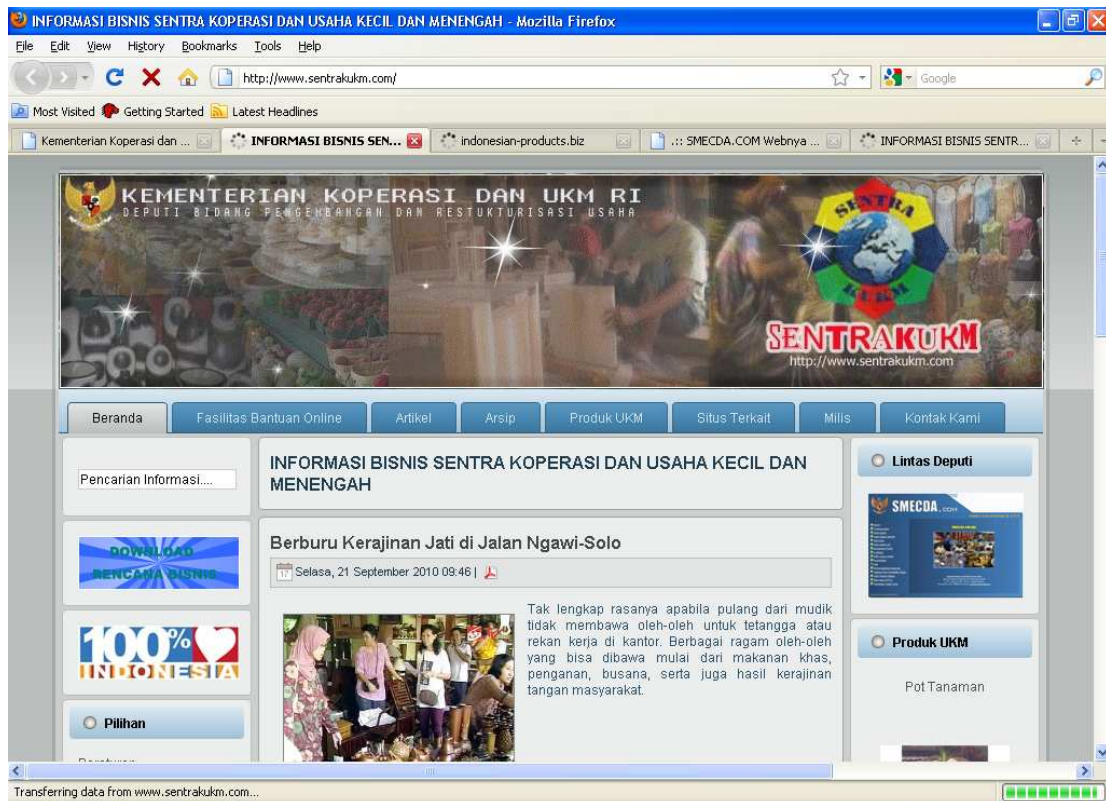 INFORMASI BISNIS SENTRA KOPERASI DAN USAHA KECIL DAN MENENGAH - Mozilla Firefox
File Edit View History Bookmarks Tools Help
http://www.sentrakukm.com/
Google
Most Visited Getting Started Latest Headlines
Kementerian Koperasi dan ... INFORMASI BISNIS SEN... indonesian-products.biz .:: SMECDA.COM Webnya ... INFORMASI BISNIS SENTR...
KEMENTERIAN KOPERASI DAN UKM RI
DEPUTI BIDANG PENGEMBANGAN DAN RESTUKTURISASI USAHA
SENTRA
KUKM
SENTRAKUKM
http://www.sentrakukm.com
Beranda Fasilitas Bantuan Online Artikel Arsip Produk UKM Situs Terkait Milis Kontak Kami
Pencarian Informasi....
DOWNLOAD
RENCANA BISNIS
100%
INDONESIA
Pilihan
INFORMASI BISNIS SENTRA KOPERASI DAN USAHA KECIL DAN
MENENGAH
Berburu Kerajinan Jati di Jalan Ngawi-Solo
17 Selasa, 21 September 2010 09:46 |
Tak lengkap rasanya apabila pulang dari mudik
tidak membawa oleh-oleh untuk tetangga atau
rekan kerja di kantor. Berbagai ragam oleh-oleh
yang bisa dibawa mulai dari makanan khas,
penganan, busana, serta juga hasil kerajinan
tangan masyarakat.
Lintas Deputi
SMECDA.COM
Produk UKM
Pot Tanaman
Transferring data from www.sentrakukm.com...